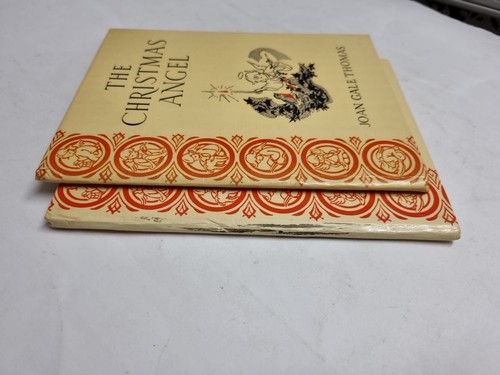 THE
CHRISTMAS
ANGEL
JOAN GALE THOMAS